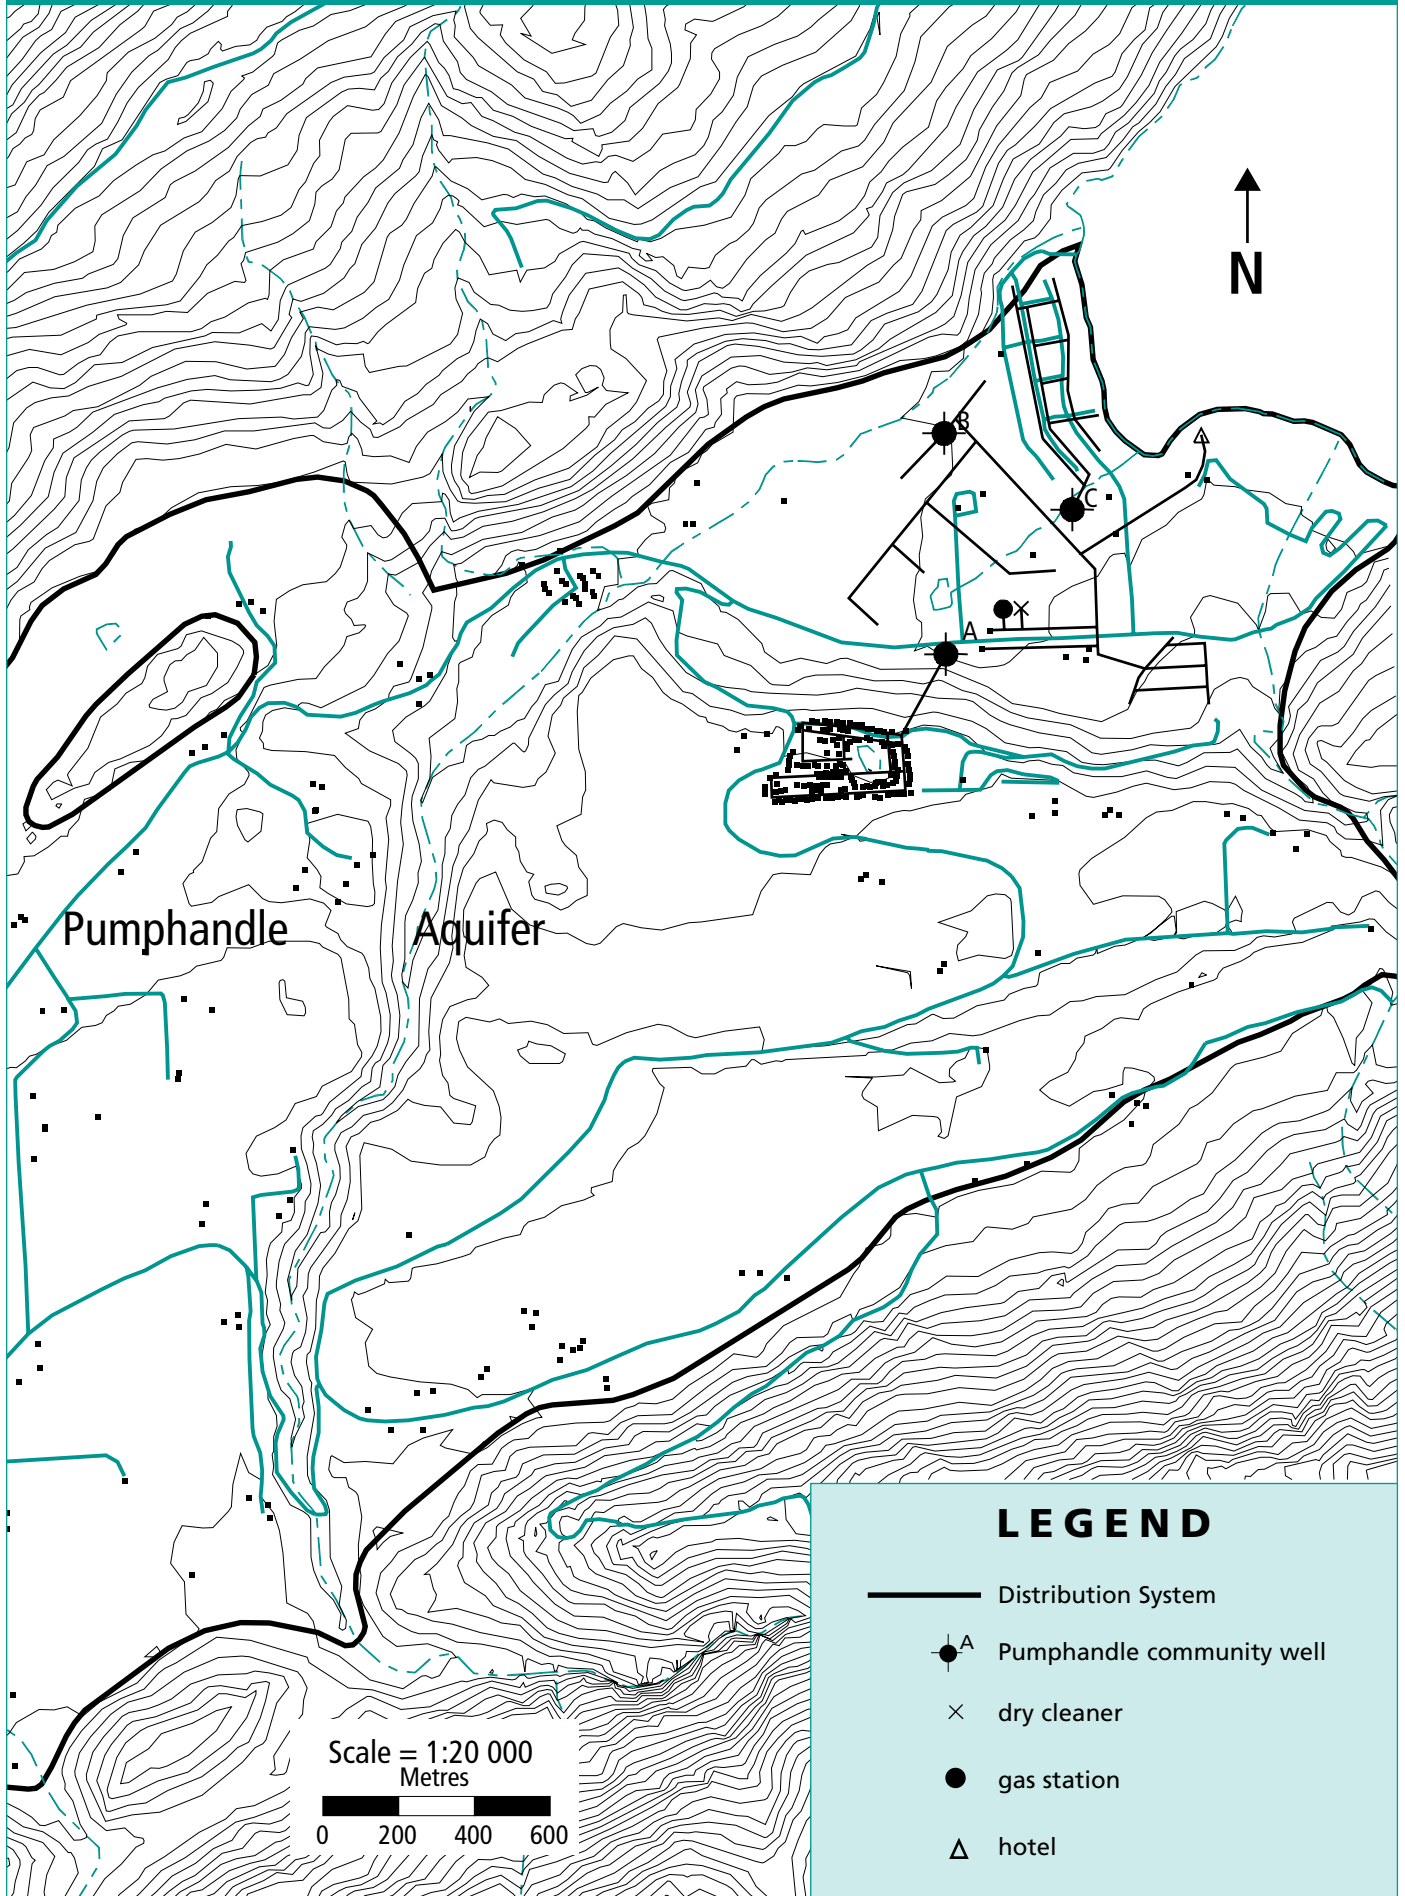 N
B
C
A
Pumphandle Aquifer
LEGEND
Distribution System
A Pumphandle community well
dry cleaner
gas station
hotel
Scale = 1:20 000
Metres
0 200 400 600